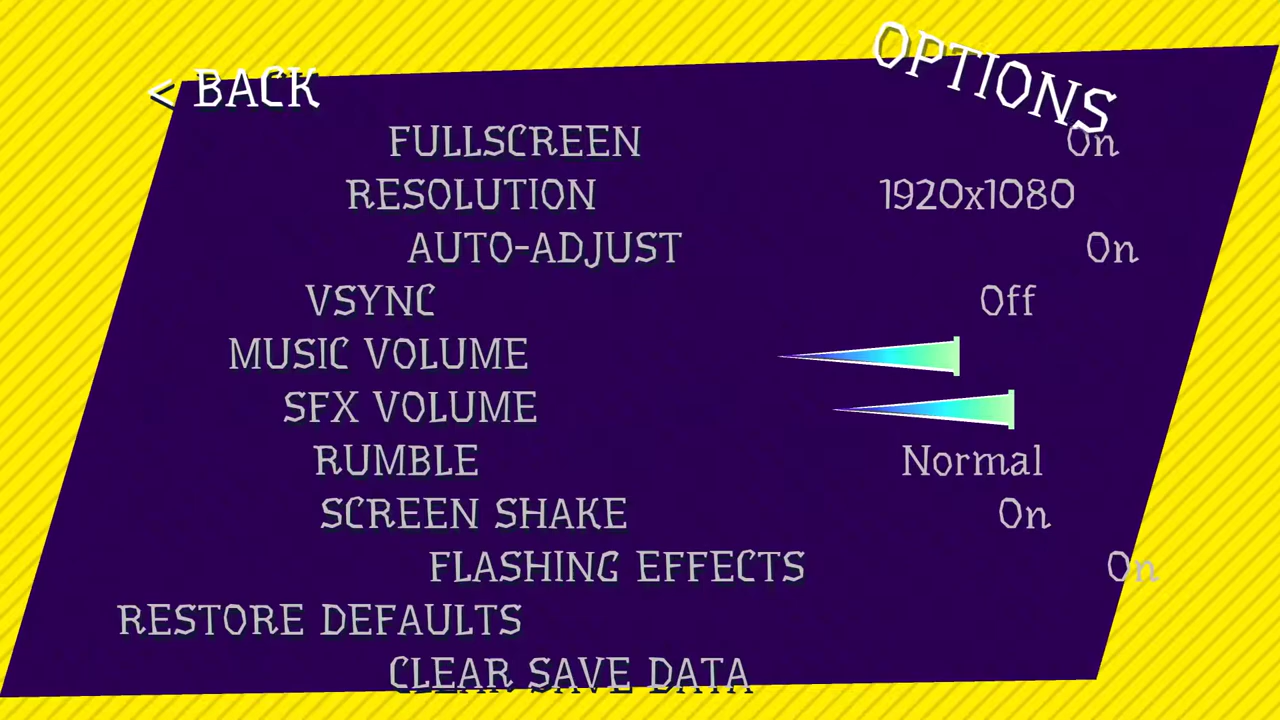 OPTIONS
< BACK
FULLSCREEN On
RESOLUTION 1920x1080
AUTO-ADJUST On
VSYNC Off
MUSIC VOLUME
SFX VOLUME
RUMBLE Normal
SCREEN SHAKE On
FLASHING EFFECTS On
RESTORE DEFAULTS
CLEAR SAVE DATA